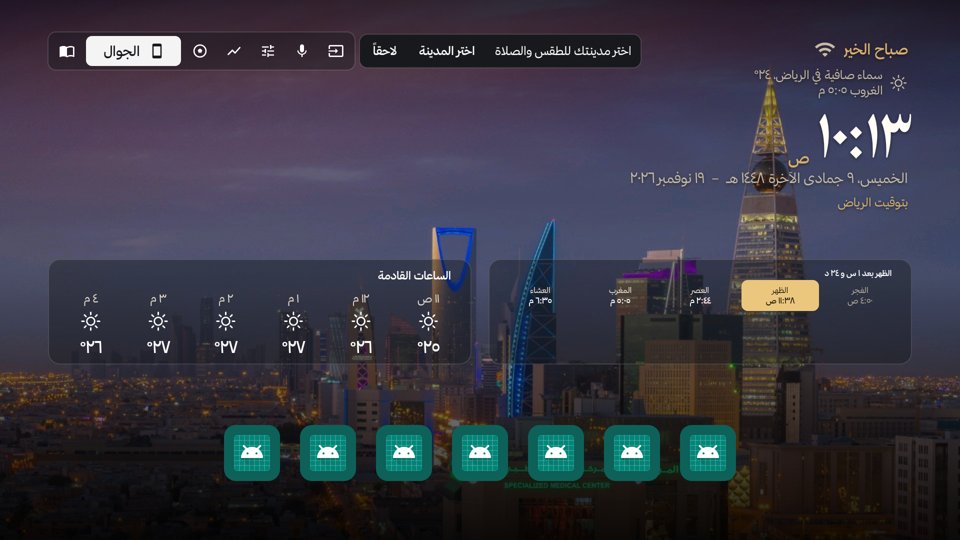 صباح الخير
سماء صافية في الرياض، ٢٤°
الغروب ٥:٠٥ م
١٠:١٣ ص
الخميس، ٩ جمادى الآخرة ١٤٤٨ هـ – ١٩ نوفمبر ٢٠٢٦
بتوقيت الرياض
اختر مدينتك للطقس والصلاة اختر المدينة لاحقاً
الجوال
الظهر بعد ١ س و ٢٤ د
الفجر الظهر العصر المغرب العشاء
٤:٥٠ ص ١١:٣٨ ص ٢:٤٤ م ٥:٠٥ م ٦:٣٥ م
الساعات القادمة
١١ ص ١٢ م ١ م ٢ م ٣ م ٤ م
٢٥° ٢٦° ٢٧° ٢٧° ٢٧° ٢٦°
SPECIALIZED MEDICAL CENTER